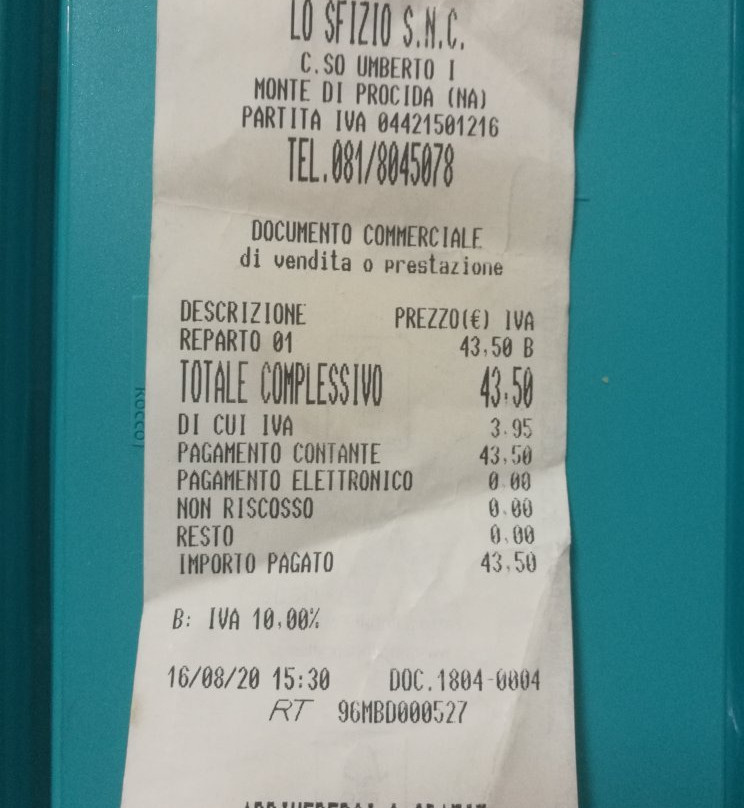 LO SFIZIO S.N.C.
C.SO UMBERTO I
MONTE DI PROCIDA (NA)
PARTITA IVA 04421501216
TEL.081/8045078
DOCUMENTO COMMERCIALE
di vendita o prestazione
DESCRIZIONE PREZZO(€) IVA
REPARTO 01 43,50 B
TOTALE COMPLESSIVO 43,50
DI CUI IVA 3,95
PAGAMENTO CONTANTE 43,50
PAGAMENTO ELETTRONICO 0,00
NON RISCOSSO 0,00
RESTO 0,00
IMPORTO PAGATO 43,50
B: IVA 10,00%
16/08/20 15:30 DOC.1804-0004
RT 96MBD000527